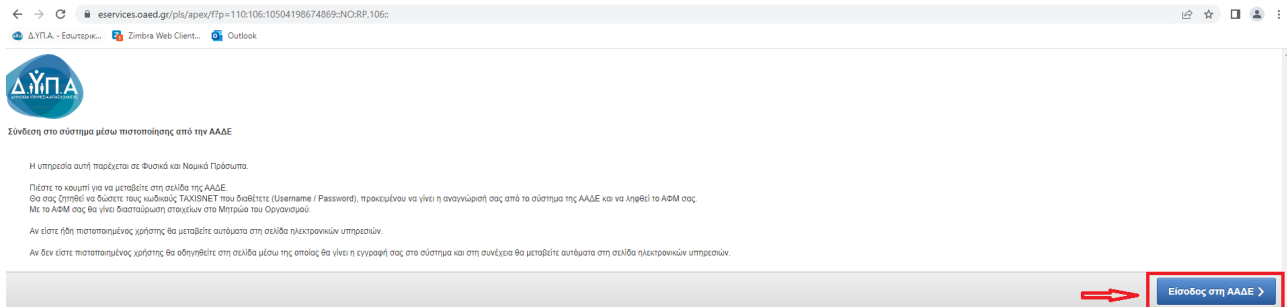 eservices.oaed.gr/pls/apex/f?p=110:106:10504198674869::NO:RP,106::
Δ.ΥΠ.Α. - Εσωτερικ... Zimbra Web Client... Outlook
Δ.ΥΠ.Α
ΔΗΜΟΣΙΑ ΥΠΗΡΕΣΙΑ ΑΠΑΣΧΟΛΗΣΗΣ
Σύνδεση στο σύστημα μέσω πιστοποίησης από την ΑΑΔΕ
Η υπηρεσία αυτή παρέχεται σε Φυσικά και Νομικά Πρόσωπα.
Πιέστε το κουμπί για να μεταβείτε στη σελίδα της ΑΑΔΕ.
Θα σας ζητηθεί να δώσετε τους κωδικούς TAXISNET που διαθέτετε (Username / Password), προκειμένου να γίνει η αναγνώρισή σας από το σύστημα της ΑΑΔΕ και να ληφθεί το ΑΦΜ σας.
Με το ΑΦΜ σας θα γίνει διασταύρωση στοιχείων στο Μητρώο του Οργανισμού.
Αν είστε ήδη πιστοποιημένος χρήστης θα μεταβείτε αυτόματα στη σελίδα ηλεκτρονικών υπηρεσιών.
Αν δεν είστε πιστοποιημένος χρήστης θα οδηγηθείτε στη σελίδα μέσω της οποίας θα γίνει η εγγραφή σας στο σύστημα και στη συνέχεια θα μεταβείτε αυτόματα στη σελίδα ηλεκτρονικών υπηρεσιών.
Είσοδος στη ΑΑΔΕ